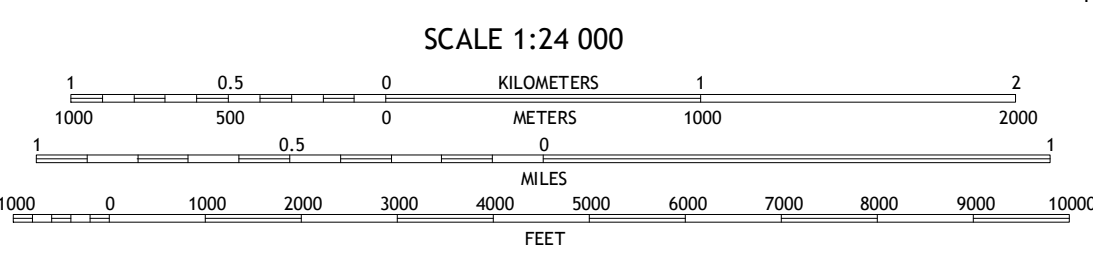 SCALE 1:24 000
1 0.5 0 KILOMETERS 1 2
1000 500 0 METERS 1000 2000
1 0.5 0 1
MILES
1000 0 1000 2000 3000 4000 5000 6000 7000 8000 9000 10000
FEET